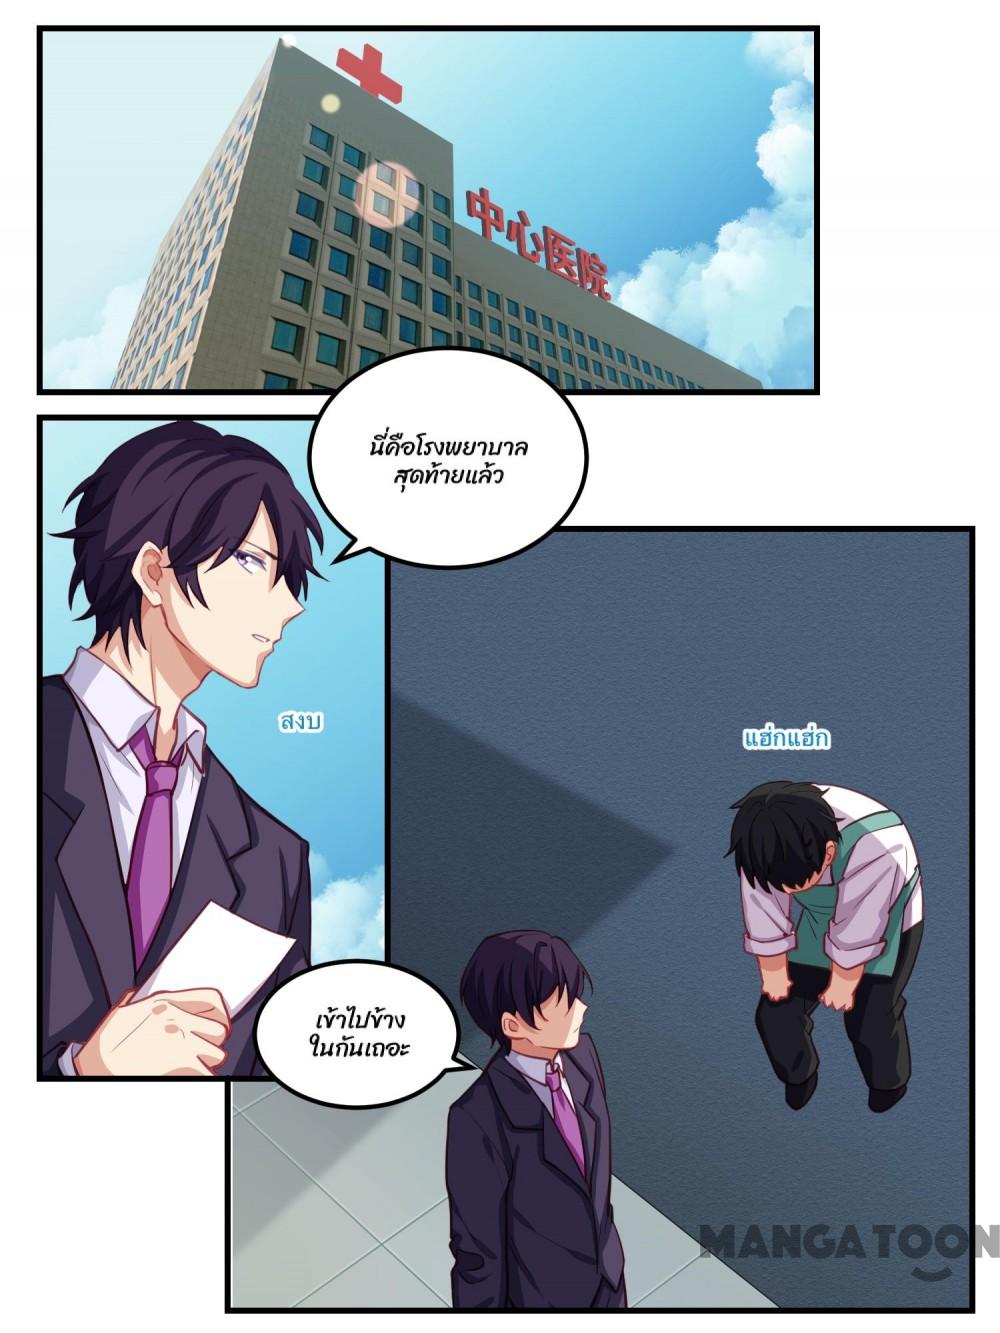 中心医院
นี่คือโรงพยาบาล
สุดท้ายแล้ว
สงบ
แฮ่กแฮ่ก
เข้าไปข้าง
ในกันเถอะ
MANGATOON